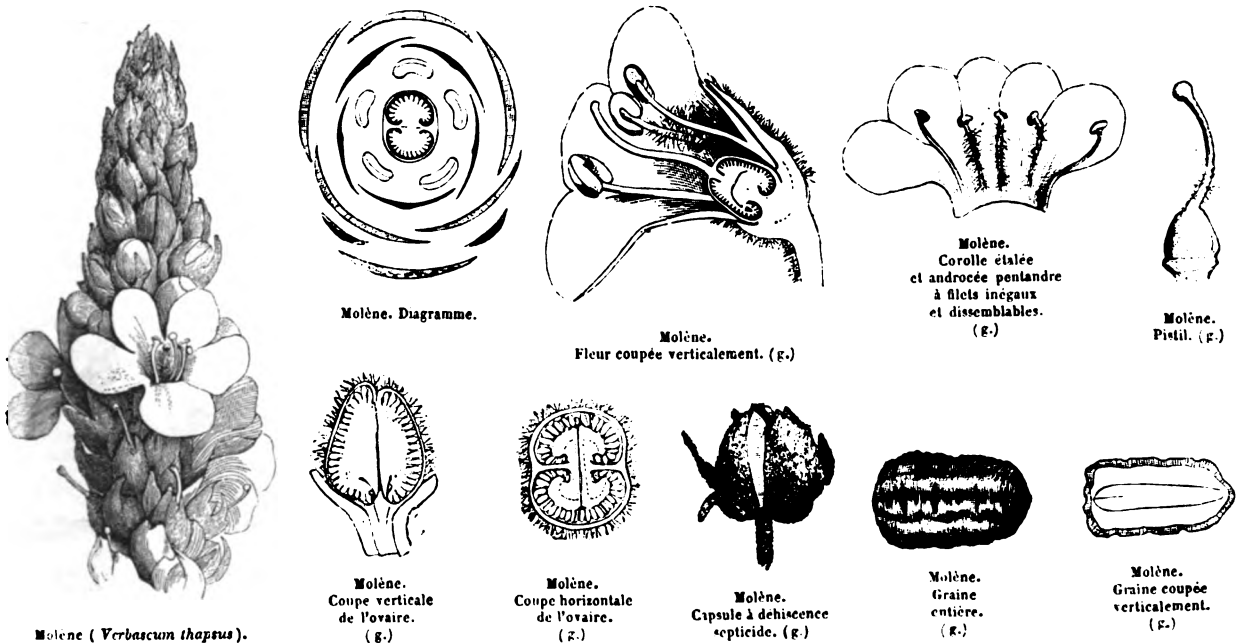 Molène. Diagramme.
Molène.
Fleur coupée verticalement. (g.)
Molène.
Corolle étalée
et androcée pentandre
à filets inégaux
et dissemblables.
(g.)
Molène.
Pistil. (g.)
Molène (Verbascum thapsus).
Molène.
Coupe verticale
de l'ovaire.
(g.)
Molène.
Coupe horizontale
de l'ovaire.
(g.)
Molène.
Capsule à déhiscence
septicide. (g.)
Molène.
Graine
entière.
(g.)
Molène.
Graine coupée
verticalement.
(g.)